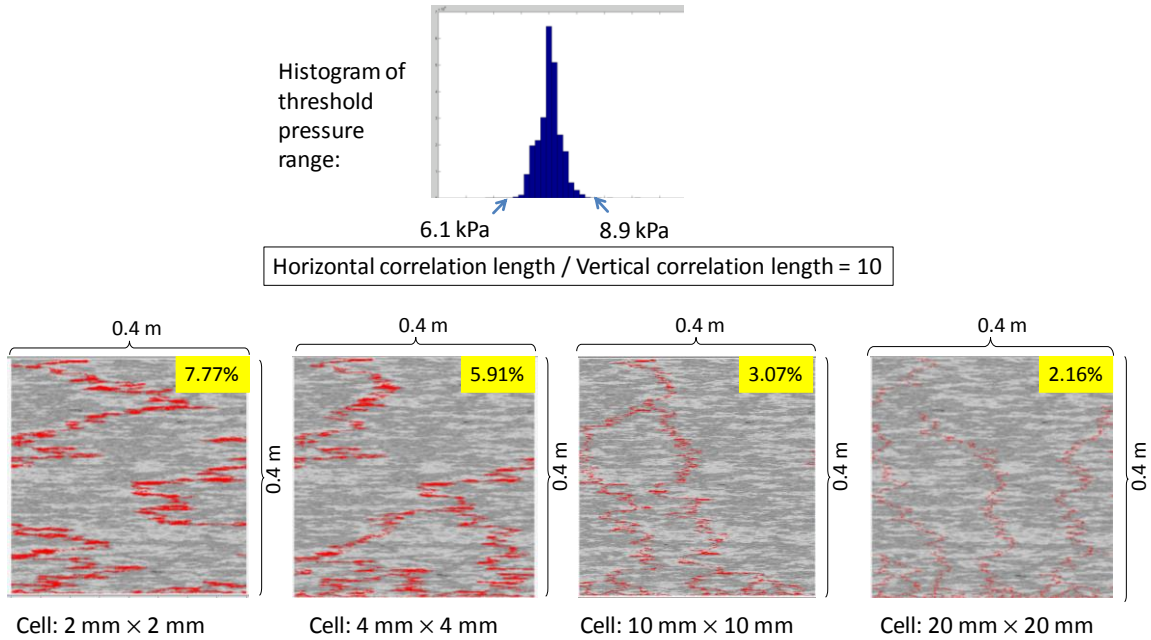 Histogram of
threshold
pressure
range:
6.1 kPa
8.9 kPa
Horizontal correlation length / Vertical correlation length = 10
0.4 m
0.4 m
0.4 m
0.4 m
7.77%
5.91%
3.07%
2.16%
0.4 m
0.4 m
0.4 m
0.4 m
Cell: 2 mm × 2 mm
Cell: 4 mm × 4 mm
Cell: 10 mm × 10 mm
Cell: 20 mm × 20 mm